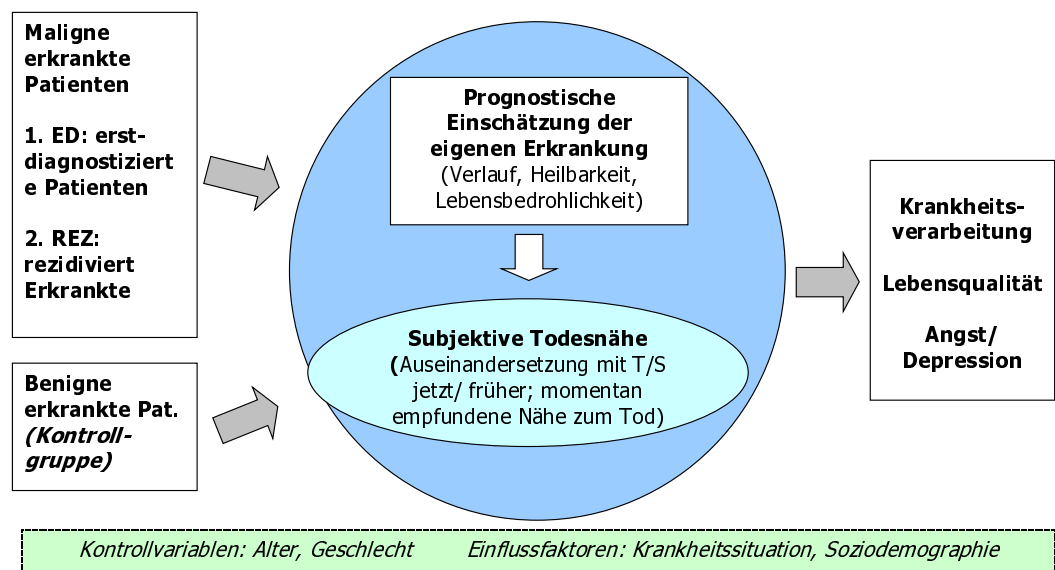 Maligne
erkrankte
Patienten
1. ED: erst-
diagnostiziert
e Patienten
2. REZ:
rezidiviert
Erkrankte
Benigne
erkrankte Pat.
(Kontroll-
gruppe)
Prognostische
Einschätzung der
eigenen Erkrankung
(Verlauf, Heilbarkeit,
Lebensbedrohlichkeit)
Subjektive Todesnähe
(Auseinandersetzung mit T/S
jetzt/ früher; momentan
empfundene Nähe zum Tod)
Krankheits-
verarbeitung
Lebensqualität
Angst/
Depression
Kontrollvariablen: Alter, Geschlecht Einflussfaktoren: Krankheitssituation, Soziodemographie